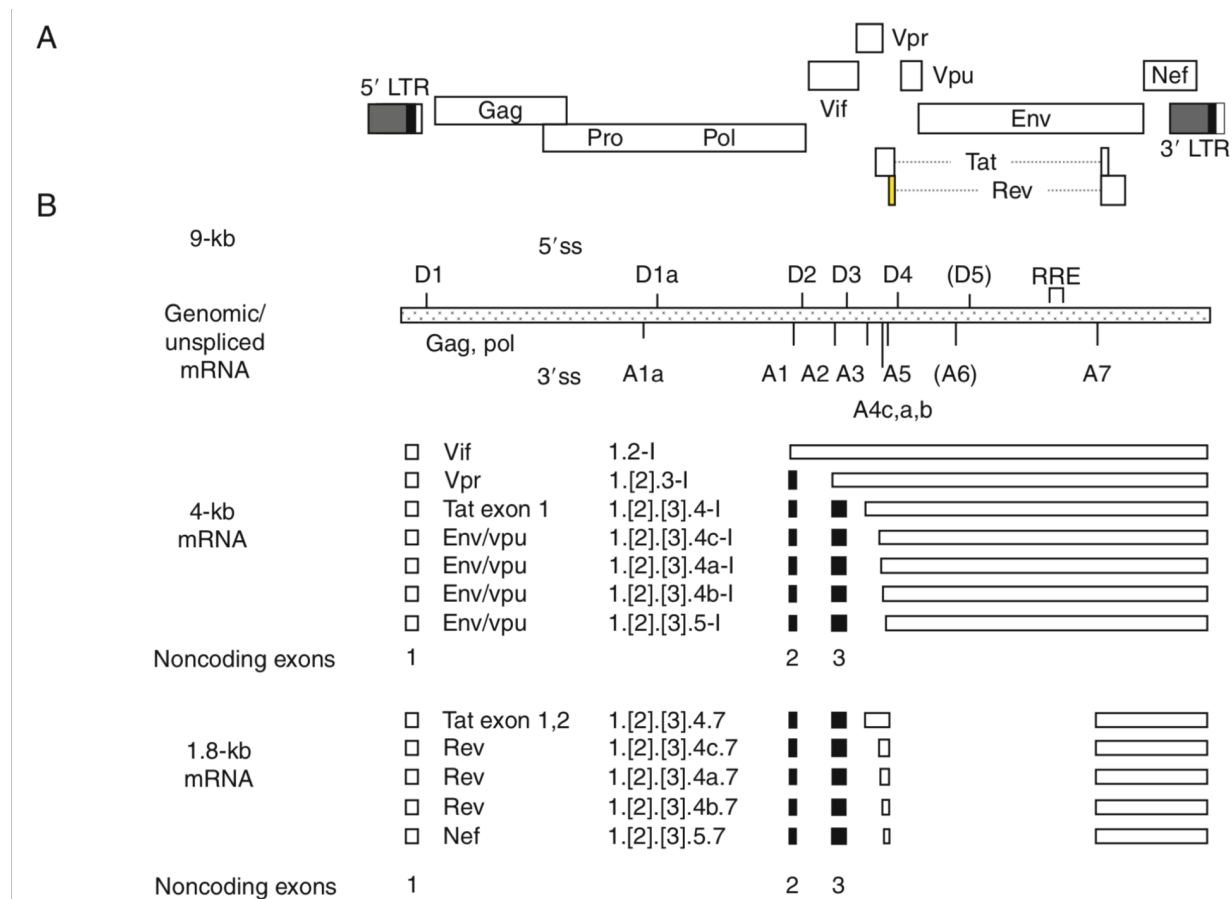 A
Vpr
5′ LTR
Vpu
Nef
Gag
Vif
Env
Pro Pol
3′ LTR
Tat
Rev
B
9-kb
5′ss
D1 D1a D2 D3 D4 (D5) RRE
Genomic/
unspliced
mRNA
Gag, pol
3′ss A1a A1 A2 A3 A5 (A6) A7
A4c,a,b
Vif 1.2-I
Vpr 1.[2].3-I
4-kb
mRNA
Tat exon 1 1.[2].[3].4-I
Env/vpu 1.[2].[3].4c-I
Env/vpu 1.[2].[3].4a-I
Env/vpu 1.[2].[3].4b-I
Env/vpu 1.[2].[3].5-I
Noncoding exons 1 2 3
1.8-kb
mRNA
Tat exon 1,2 1.[2].[3].4.7
Rev 1.[2].[3].4c.7
Rev 1.[2].[3].4a.7
Rev 1.[2].[3].4b.7
Nef 1.[2].[3].5.7
Noncoding exons 1 2 3